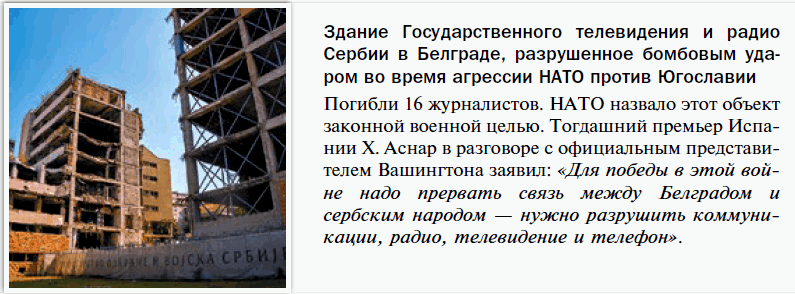 Здание Государственного телевидения и радио
Сербии в Белграде, разрушенное бомбовым уда-
ром во время агрессии НАТО против Югославии
Погибли 16 журналистов. НАТО назвало этот объект
законной военной целью. Тогдашний премьер Испа-
нии Х. Аснар в разговоре с официальным представи-
телем Вашингтона заявил: «Для победы в этой вой-
не надо прервать связь между Белградом и
сербским народом — нужно разрушить коммуни-
кации, радио, телевидение и телефон».
И ВОЈСКА СРБИЈЕ